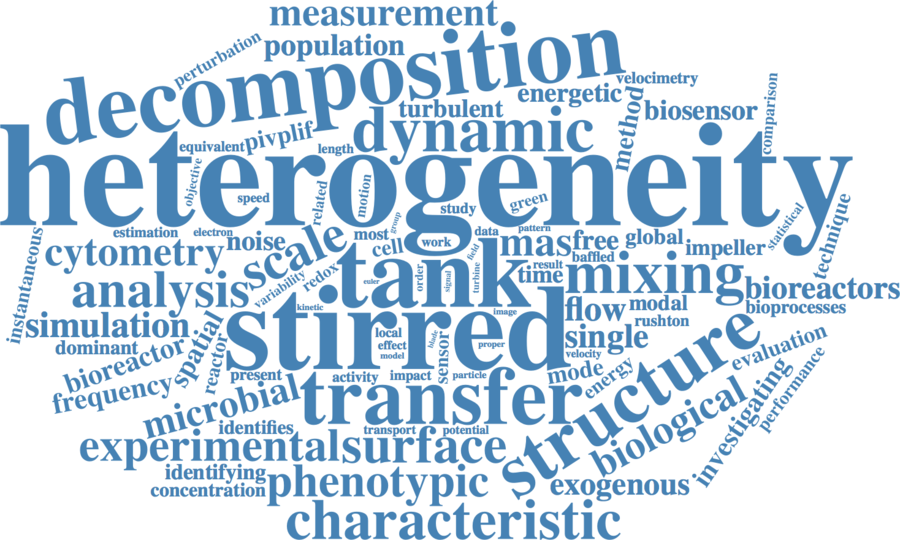 measurement
perturbation
population
decomposition
velocimetry
energetic
turbulent
method
biosensor
comparison
dynamic
pivplif
equivalent
length
objective
heterogeneity
speed
related
motion
study
green
group
pattern
statistical
technique
instantaneous
estimation
electron
cytometry
noise
scale
most
cell
work
data
field
mas
free
global
impeller
baffled
variability
redox
euler
order
signal
turbine
tank
result
time
mixing
bioreactors
analysis
kinetic
image
flow
modal
bioprocesses
simulation
spatial
stirred
rushton
single
dominant
local
effect
model
blade
sensor
proper
velocity
structure
evaluation
bioreactor
reactor
present
activity
impact
particle
mode
energy
performance
frequency
microbial
transfer
identifies
transport
potential
biological
investigating
experimental
surface
identifying
concentration
phenotypic
exogenous
characteristic